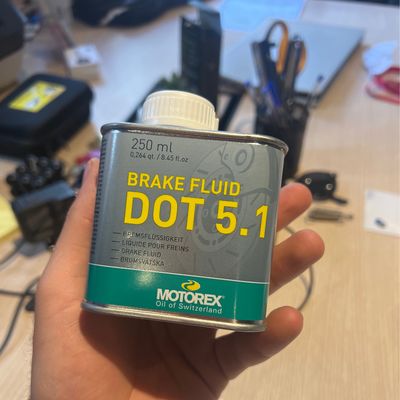 250 ml
0,264 qt. / 8.45 fl.oz
BRAKE FLUID
DOT 5.1
— BREMSFLÜSSIGKEIT
— LIQUIDE POUR FREINS
— BRAKE FLUID
— BROMSVÄTSKA
MOTOREX
Oil of Switzerland